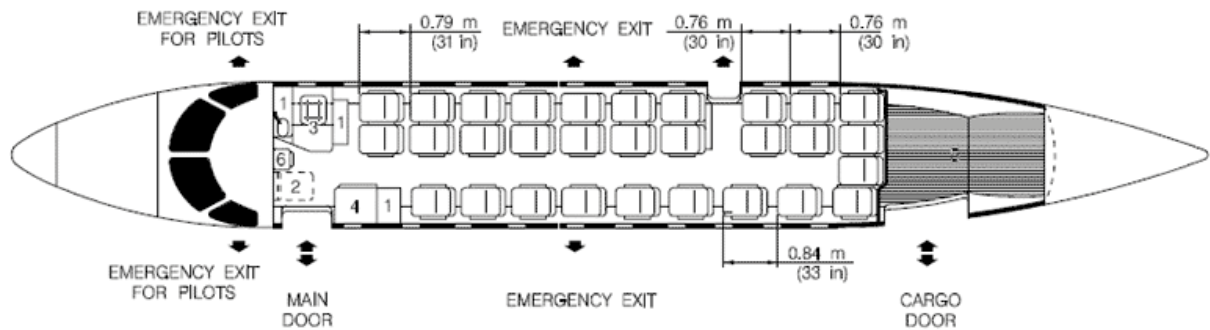 EMERGENCY EXIT
FOR PILOTS
0.79 m
(31 in)
EMERGENCY EXIT
0.76 m
(30 in)
0.76 m
(30 in)
1
3
1
6
2
4
1
0.84 m
(33 in)
EMERGENCY EXIT
FOR PILOTS
MAIN
DOOR
EMERGENCY EXIT
CARGO
DOOR